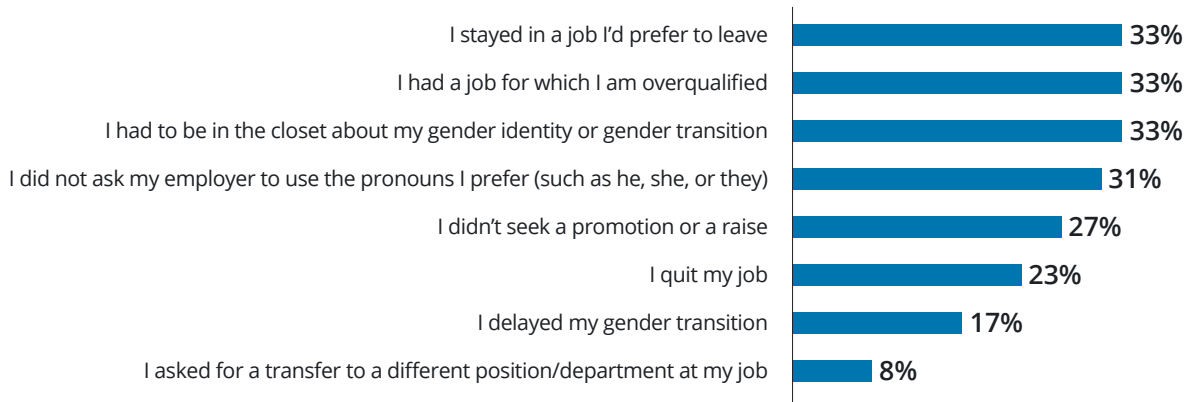 I stayed in a job I’d prefer to leave 33%
I had a job for which I am overqualified 33%
I had to be in the closet about my gender identity or gender transition 33%
I did not ask my employer to use the pronouns I prefer (such as he, she, or they) 31%
I didn’t seek a promotion or a raise 27%
I quit my job 23%
I delayed my gender transition 17%
I asked for a transfer to a different position/department at my job 8%